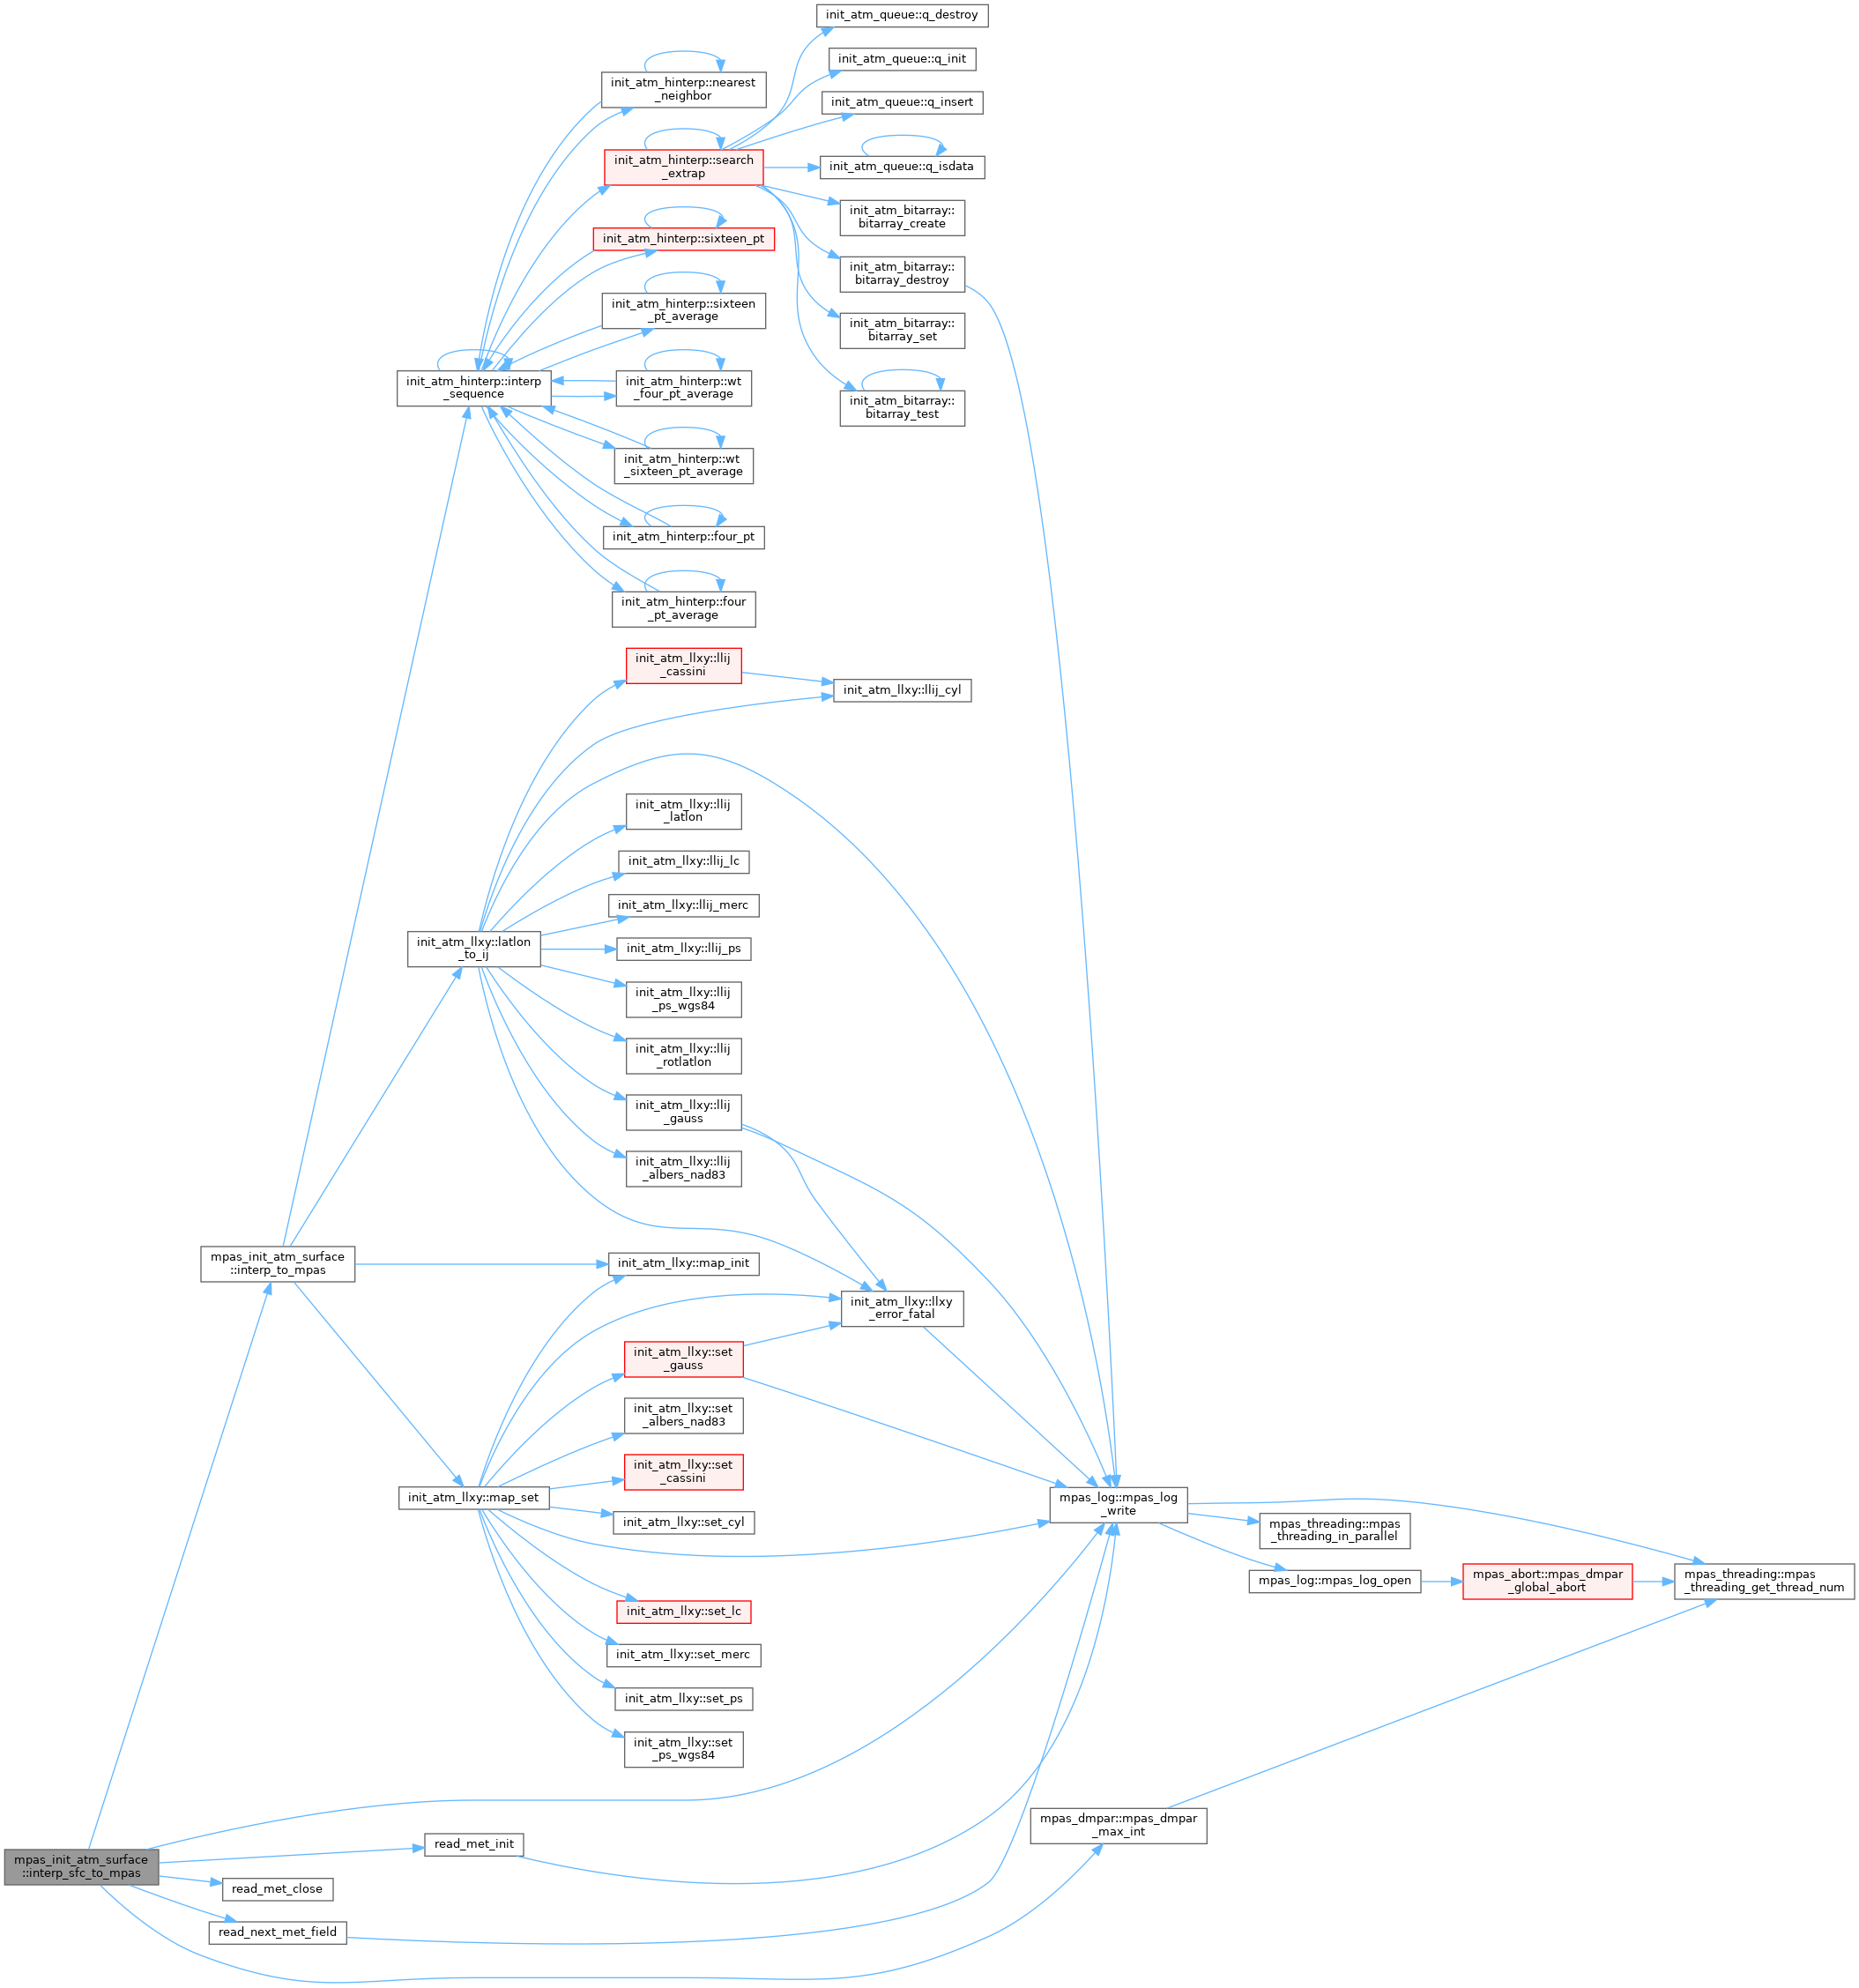 init_atm_queue::q_destroy
init_atm_queue::q_init
init_atm_hinterp::nearest
_neighbor
init_atm_queue::q_insert
init_atm_hinterp::search
_extrap
init_atm_queue::q_isdata
init_atm_bitarray::
bitarray_create
init_atm_hinterp::sixteen_pt
init_atm_bitarray::
bitarray_destroy
init_atm_hinterp::sixteen
_pt_average
init_atm_bitarray::
bitarray_set
init_atm_hinterp::interp
_sequence
init_atm_hinterp::wt
_four_pt_average
init_atm_bitarray::
bitarray_test
init_atm_hinterp::wt
_sixteen_pt_average
init_atm_hinterp::four_pt
init_atm_hinterp::four
_pt_average
init_atm_llxy::llij
_cassini
init_atm_llxy::llij_cyl
init_atm_llxy::llij
_latlon
init_atm_llxy::llij_lc
init_atm_llxy::llij_merc
init_atm_llxy::latlon
_to_ij
init_atm_llxy::llij_ps
init_atm_llxy::llij
_ps_wgs84
init_atm_llxy::llij
_rotlatlon
init_atm_llxy::llij
_gauss
init_atm_llxy::llij
_albers_nad83
mpas_init_atm_surface
::interp_to_mpas
init_atm_llxy::map_init
init_atm_llxy::llxy
_error_fatal
init_atm_llxy::set
_gauss
init_atm_llxy::set
_albers_nad83
init_atm_llxy::set
_cassini
init_atm_llxy::map_set
init_atm_llxy::set_cyl
mpas_log::mpas_log
_write
mpas_threading::mpas
_threading_in_parallel
mpas_log::mpas_log_open
mpas_abort::mpas_dmpar
_global_abort
mpas_threading::mpas
_threading_get_thread_num
init_atm_llxy::set_lc
init_atm_llxy::set_merc
init_atm_llxy::set_ps
init_atm_llxy::set
_ps_wgs84
mpas_dmpar::mpas_dmpar
_max_int
read_met_init
mpas_init_atm_surface
::interp_sfc_to_mpas
read_met_close
read_next_met_field